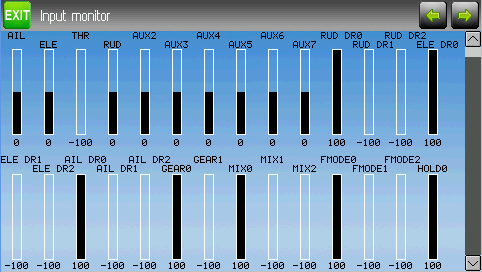 EXIT Input monitor
AIL THR AUX2 AUX4 AUX6 RUD DR0 RUD DR2
ELE RUD AUX3 AUX5 AUX7 RUD DR1 ELE DR0
0 0 -100 0 0 0 0 0 0 0 100 -100 -100 100
ELE DR1 AIL DR0 AIL DR2 GEAR1 MIX1 FMODE0 FMODE2
ELE DR2 AIL DR1 GEAR0 MIX0 MIX2 FMODE1 HOLD0
-100 -100 100 -100 -100 100 -100 100 -100 -100 100 -100 -100 100